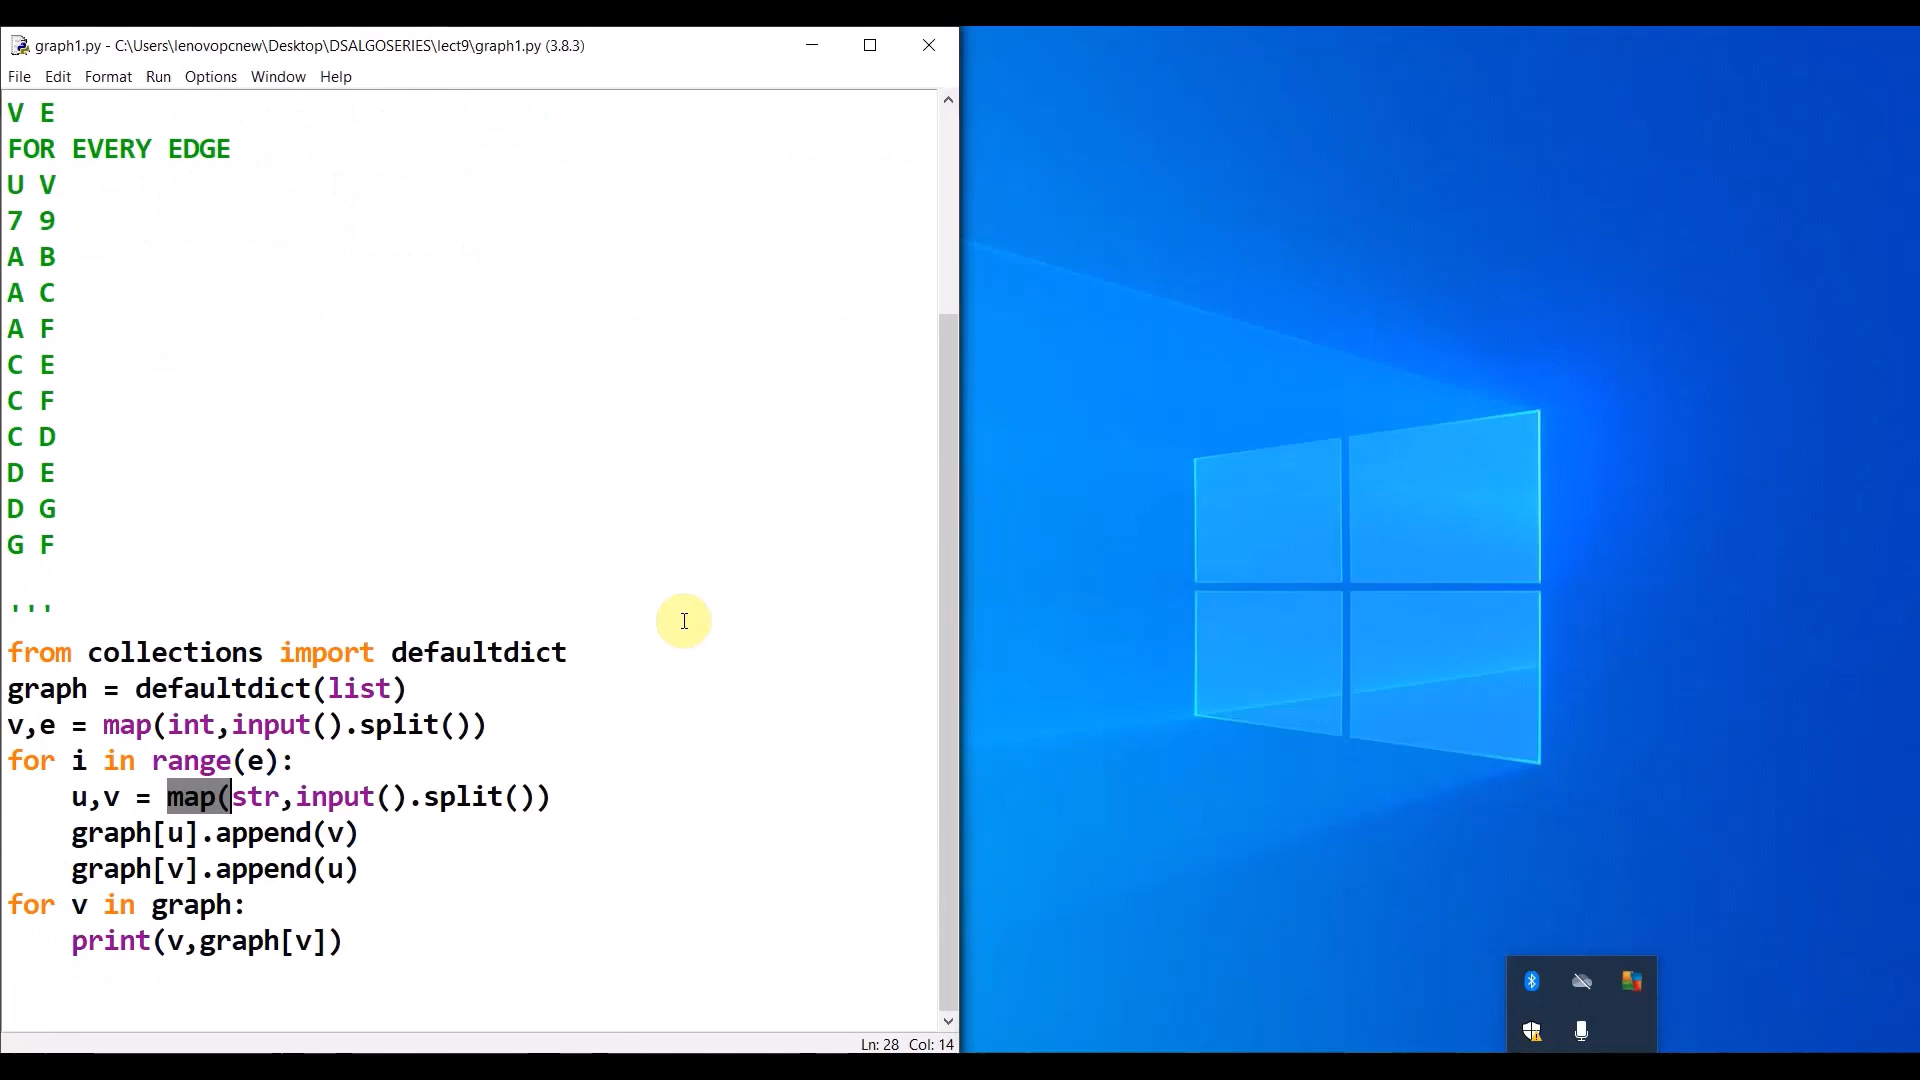 graph1.py - C:\Users\lenovopcnew\Desktop\DSALGOSERIES\lect9\graph1.py (3.8.3)
File Edit Format Run Options Window Help
V E
FOR EVERY EDGE
U V
7 9
A B
A C
A F
C E
C F
C D
D E
D G
G F
'''
from collections import defaultdict
graph = defaultdict(list)
v,e = map(int,input().split())
for i in range(e):
    u,v = map(str,input().split())
    graph[u].append(v)
    graph[v].append(u)
for v in graph:
    print(v,graph[v])
Ln: 28 Col: 14